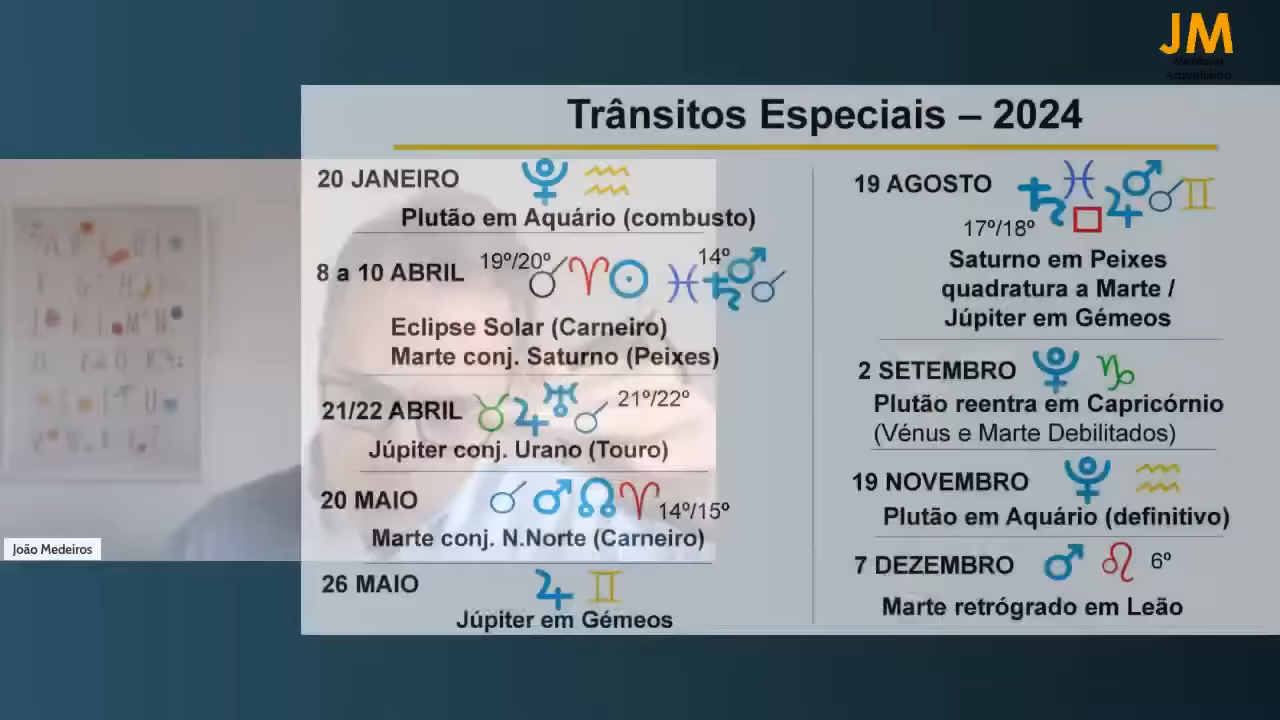 JM
Trânsitos Especiais – 2024
20 JANEIRO
Plutão em Aquário (combusto)
8 a 10 ABRIL 19º/20º 14º
Eclipse Solar (Carneiro)
Marte conj. Saturno (Peixes)
21/22 ABRIL 21º/22º
Júpiter conj. Urano (Touro)
20 MAIO 14º/15º
Marte conj. N.Norte (Carneiro)
26 MAIO
Júpiter em Gémeos
19 AGOSTO
17º/18º
Saturno em Peixes
quadratura a Marte /
Júpiter em Gémeos
2 SETEMBRO
Plutão reentra em Capricórnio
(Vénus e Marte Debilitados)
19 NOVEMBRO
Plutão em Aquário (definitivo)
7 DEZEMBRO 6º
Marte retrógrado em Leão
João Medeiros